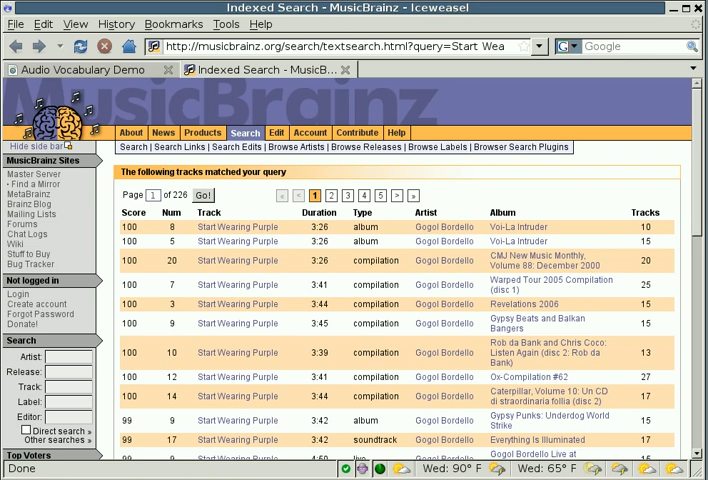 Indexed Search - MusicBrainz - Iceweasel
File Edit View History Bookmarks Tools Help
http://musicbrainz.org/search/textsearch.html?query=Start Wea
G Google
Audio Vocabulary Demo
Indexed Search - MusicB...
MusicBrainz
About News Products Search Edit Account Contribute Help
Hide side bar
Search | Search Links | Search Edits | Browse Artists | Browse Releases | Browse Labels | Browser Search Plugins
MusicBrainz Sites
Master Server
• Find a Mirror
MetaBrainz
Brainz Blog
Mailing Lists
Forums
Chat Logs
Wiki
Stuff to Buy
Bug Tracker
Not logged in
Login
Create account
Forgot Password
Donate!
Search
Artist:
Release:
Track:
Label:
Editor:
Direct search »
Other searches »
Top Voters
The following tracks matched your query
Page 1 of 226 Go! « < 1 2 3 4 5 > »
Score Num Track Duration Type Artist Album Tracks
100 8 Start Wearing Purple 3:26 album Gogol Bordello Voi-La Intruder 10
100 5 Start Wearing Purple 3:26 album Gogol Bordello Voi-La Intruder 15
100 20 Start Wearing Purple 3:26 compilation Gogol Bordello CMJ New Music Monthly, 20
Volume 88: December 2000
100 7 Start Wearing Purple 3:41 compilation Gogol Bordello Warped Tour 2005 Compilation 25
(disc 1)
100 3 Start Wearing Purple 3:44 compilation Gogol Bordello Revelations 2006 15
100 9 Start Wearing Purple 3:45 compilation Gogol Bordello Gypsy Beats and Balkan 15
Bangers
100 10 Start Wearing Purple 3:39 compilation Gogol Bordello Rob da Bank and Chris Coco: 13
Listen Again (disc 2: Rob da
Bank)
100 12 Start Wearing Purple 3:41 compilation Gogol Bordello Ox-Compilation #62 27
100 14 Start Wearing Purple 3:44 compilation Gogol Bordello Caterpillar, Volume 10: Un CD 17
di straordinaria follia (disc 2)
99 9 Start Wearing Purple 3:42 album Gogol Bordello Gypsy Punks: Underdog World 15
Strike
99 17 Start Wearing Purple 3:42 soundtrack Gogol Bordello Everything Is Illuminated 17
99 9 Start Wearing Purple 4:50 live Gogol Bordello Gogol Bordello Live at 15
Done
Wed: 90° F Wed: 65° F